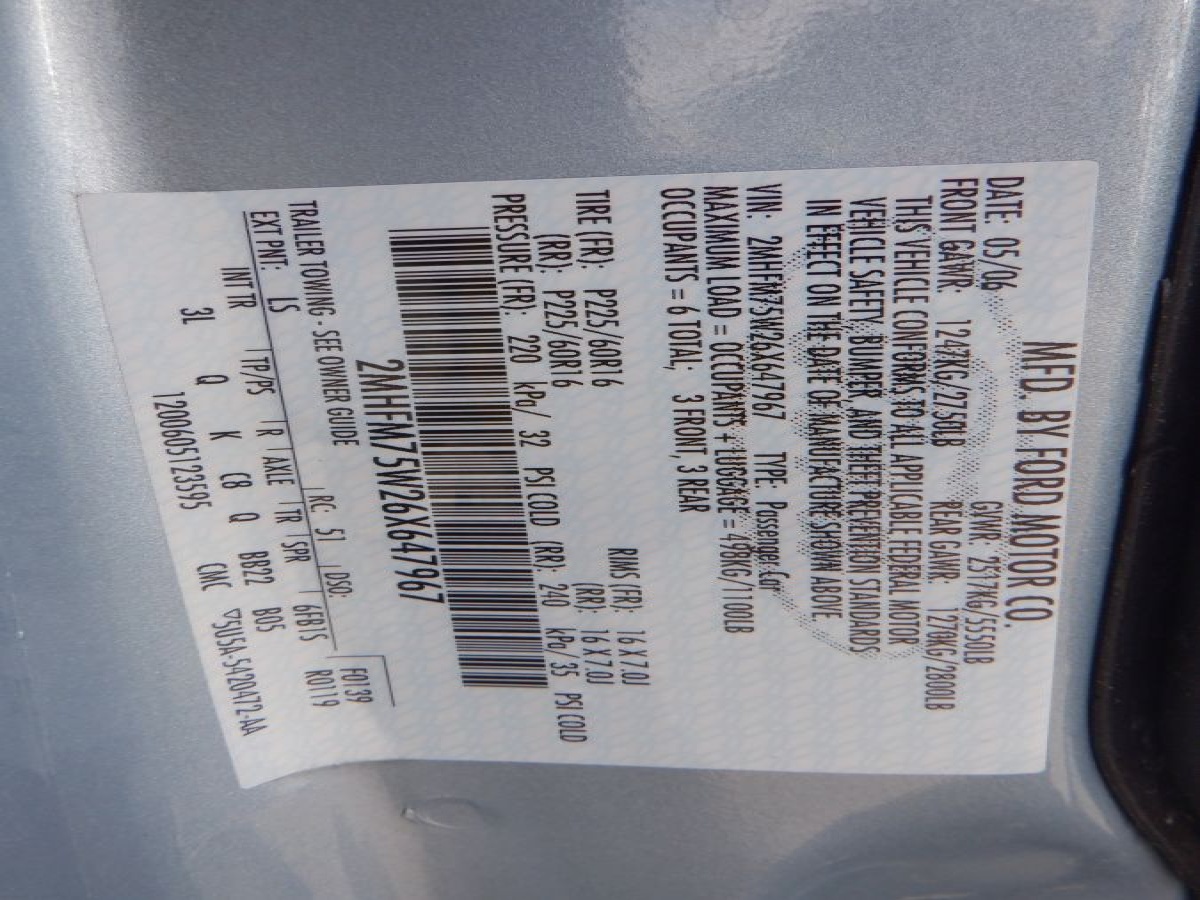 MFD. BY FORD MOTOR CO.
DATE: 05/06 GVWR: 2517KG/5550LB
FRONT GAWR: 1247KG/2750LB REAR GAWR: 1270KG/2800LB
THIS VEHICLE CONFORMS TO ALL APPLICABLE FEDERAL MOTOR
VEHICLE SAFETY, BUMPER, AND THEFT PREVENTION STANDARDS
IN EFFECT ON THE DATE OF MANUFACTURE SHOWN ABOVE.
VIN: 2MHFM75W26X647967 TYPE: Passenger Car
MAXIMUM LOAD = OCCUPANTS + LUGGAGE = 498KG/1100LB
OCCUPANTS = 6 TOTAL; 3 FRONT, 3 REAR
TIRE (FR): P225/60R16 RIMS (FR): 16 X 7.0J
(RR): P225/60R16 (RR): 16 X 7.0J
PRESSURE (FR): 220 kPa/ 32 PSI COLD (RR) 240 kPa/ 35 PSI COLD
2MHFM75W26X647967
TRAILER TOWING - SEE OWNER GUIDE
F0139
EXT PNT: LS RC: 51 DSO: R0119
INT TR TP/PS R AXLE TR SPR 6FB15
3L Q K C8 Q BB22 B05
1200605123595 CMC ▽5U5A-5420472-AA